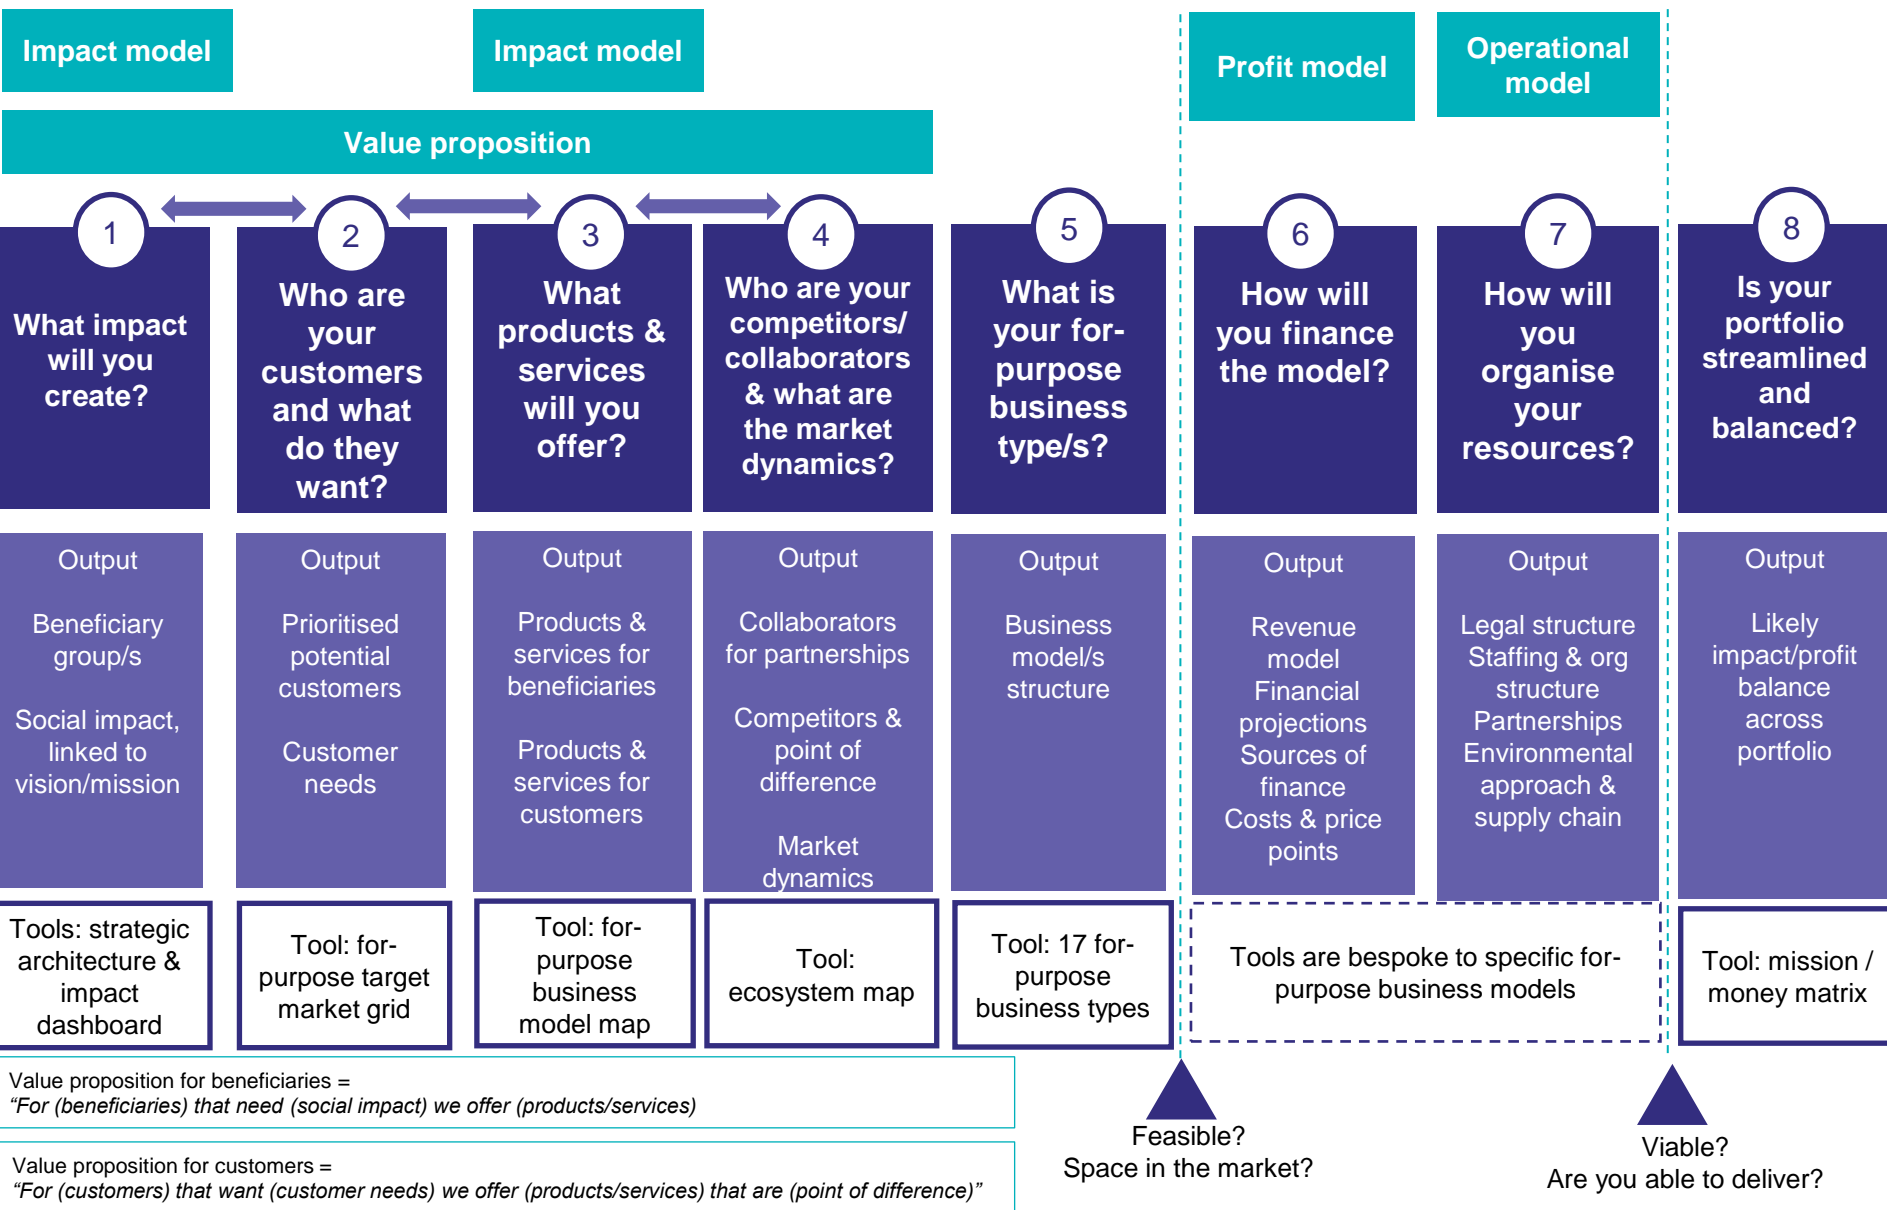 Impact model
Impact model
Profit model
Operational
model
Value proposition
1
What impact
will you
create?
2
Who are
your
customers
and what
do they
want?
3
What
products &
services
will you
offer?
4
Who are your
competitors/
collaborators
& what are
the market
dynamics?
5
What is
your for-
purpose
business
type/s?
6
How will
you finance
the model?
7
How will
you
organise
your
resources?
8
Is your
portfolio
streamlined
and
balanced?
Output
Beneficiary
group/s
Social impact,
linked to
vision/mission
Output
Prioritised
potential
customers
Customer
needs
Output
Products &
services for
beneficiaries
Products &
services for
customers
Output
Collaborators
for partnerships
Competitors &
point of
difference
Market
dynamics
Output
Business
model/s
structure
Output
Revenue
model
Financial
projections
Sources of
finance
Costs & price
points
Output
Legal structure
Staffing & org
structure
Partnerships
Environmental
approach &
supply chain
Output
Likely
impact/profit
balance
across
portfolio
Tools: strategic
architecture &
impact
dashboard
Tool: for-
purpose target
market grid
Tool: for-
purpose
business
model map
Tool:
ecosystem map
Tool: 17 for-
purpose
business types
Tools are bespoke to specific for-
purpose business models
Tool: mission /
money matrix
Value proposition for beneficiaries =
“For (beneficiaries) that need (social impact) we offer (products/services)
Value proposition for customers =
“For (customers) that want (customer needs) we offer (products/services) that are (point of difference)”
Feasible?
Space in the market?
Viable?
Are you able to deliver?